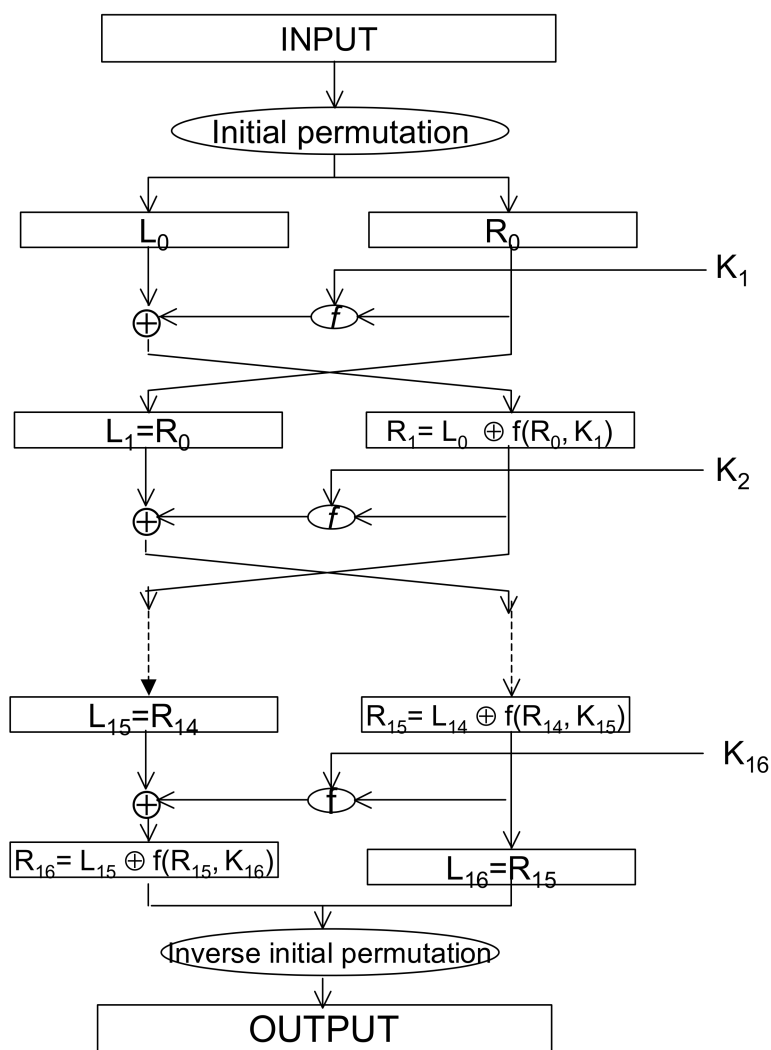 INPUT
Initial permutation
L₀
R₀
K₁
⊕
f
L₁=R₀
R₁= L₀ ⊕ f(R₀, K₁)
K₂
⊕
f
L₁₅=R₁₄
R₁₅= L₁₄ ⊕ f(R₁₄, K₁₅)
K₁₆
⊕
f
R₁₆= L₁₅ ⊕ f(R₁₅, K₁₆)
L₁₆=R₁₅
Inverse initial permutation
OUTPUT